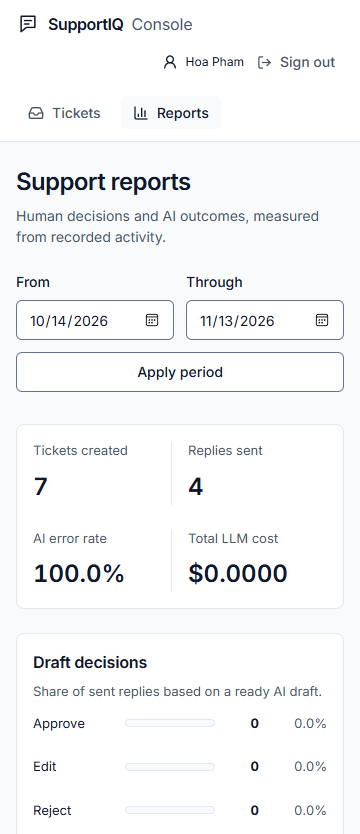 SupportIQ Console
Hoa Pham Sign out
Tickets Reports
Support reports
Human decisions and AI outcomes, measured
from recorded activity.
From Through
10/14/2026 11/13/2026
Apply period
Tickets created Replies sent
7 4
AI error rate Total LLM cost
100.0% $0.0000
Draft decisions
Share of sent replies based on a ready AI draft.
Approve 0 0.0%
Edit 0 0.0%
Reject 0 0.0%